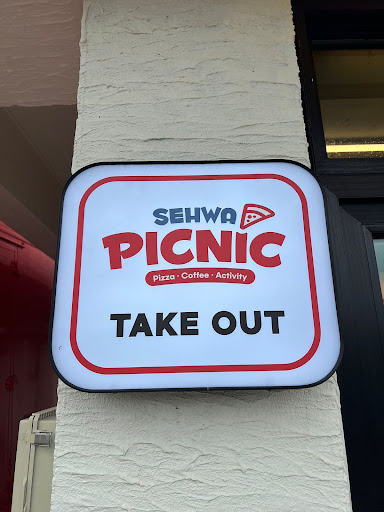 SEHWA
PICNIC
Pizza · Coffee · Activity
TAKE OUT